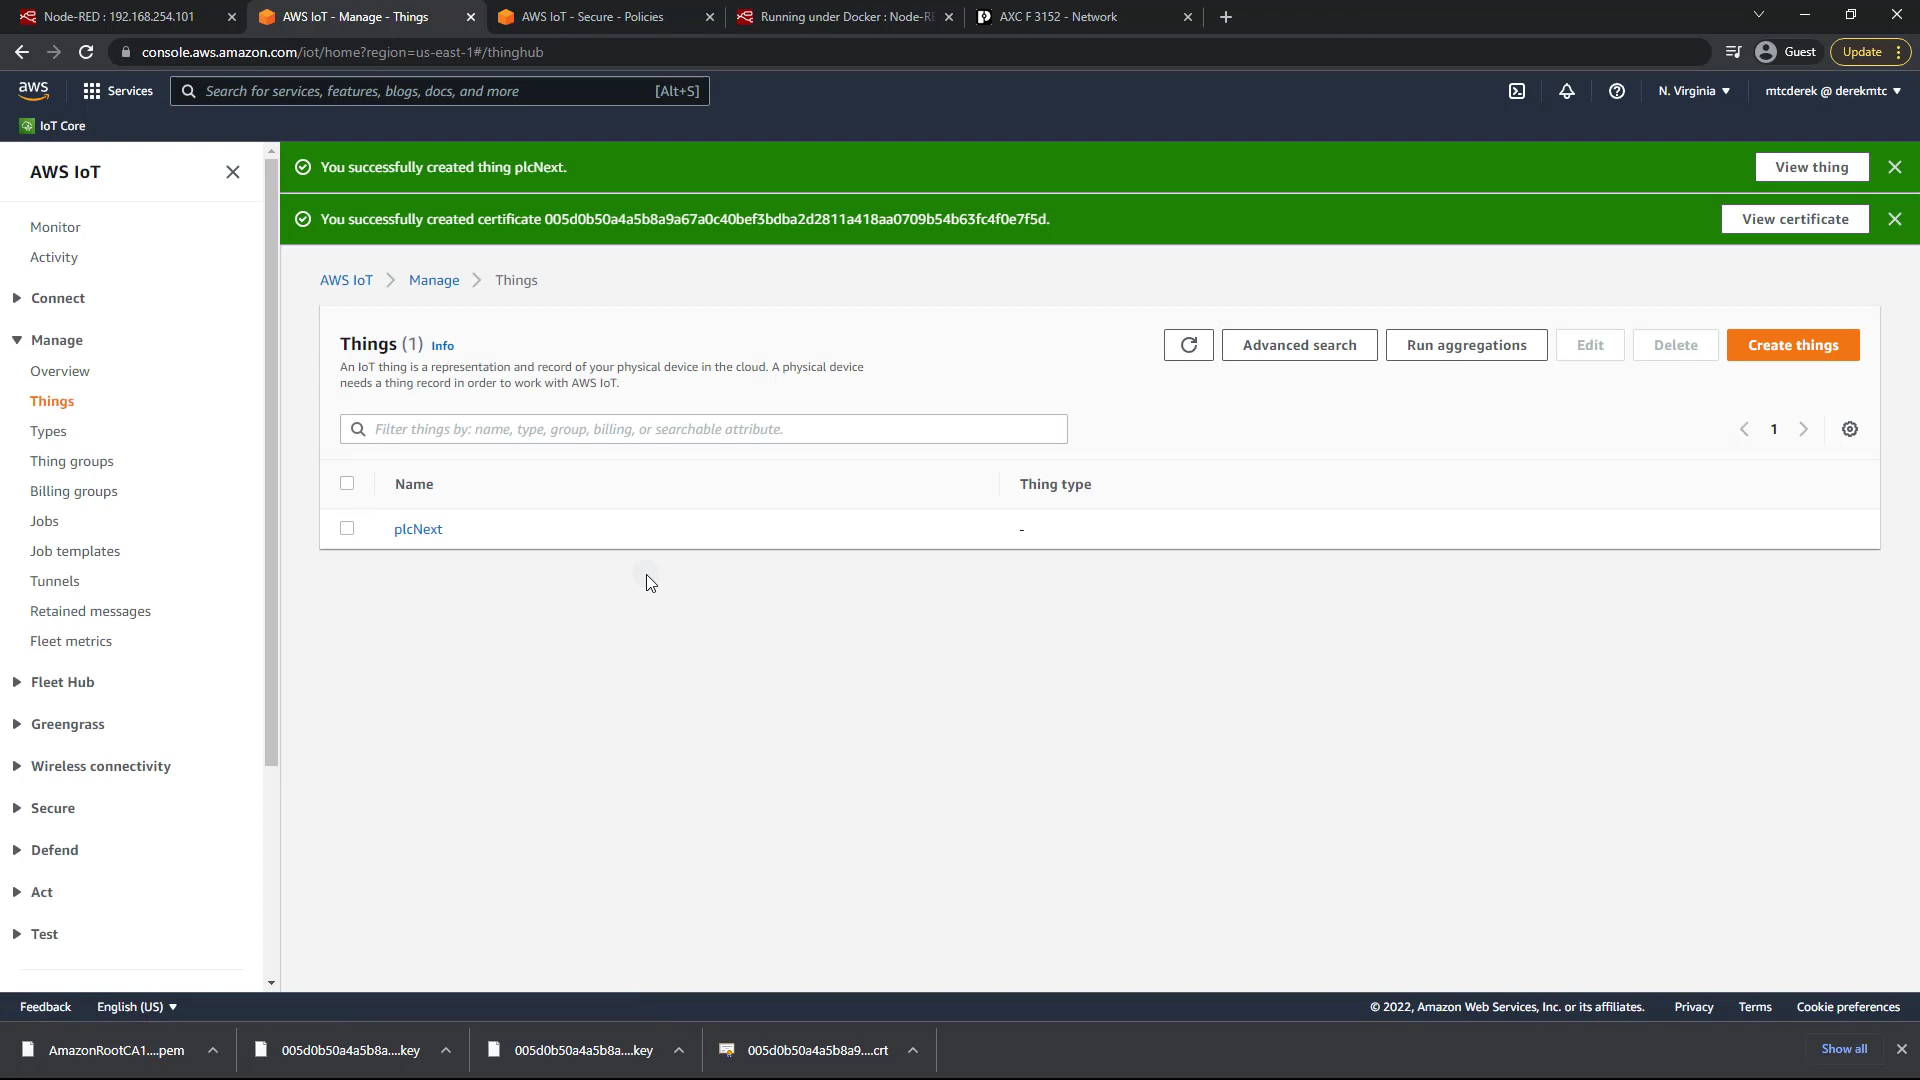 Node-RED : 192.168.254.101
AWS IoT - Manage - Things
AWS IoT - Secure - Policies
Running under Docker : Node-RE
AXC F 3152 - Network
console.aws.amazon.com/iot/home?region=us-east-1#/thinghub
Guest
Update
aws
Services
Search for services, features, blogs, docs, and more
[Alt+S]
N. Virginia
mtcderek @ derekmtc
IoT Core
AWS IoT
Monitor
Activity
Connect
Manage
Overview
Things
Types
Thing groups
Billing groups
Jobs
Job templates
Tunnels
Retained messages
Fleet metrics
Fleet Hub
Greengrass
Wireless connectivity
Secure
Defend
Act
Test
You successfully created thing plcNext.
View thing
You successfully created certificate 005d0b50a4a5b8a9a67a0c40bef3bdba2d2811a418aa0709b54b63fc4f0e7f5d.
View certificate
AWS IoT
Manage
Things
Things (1) Info
An IoT thing is a representation and record of your physical device in the cloud. A physical device
needs a thing record in order to work with AWS IoT.
Advanced search
Run aggregations
Edit
Delete
Create things
Filter things by: name, type, group, billing, or searchable attribute.
1
Name
Thing type
plcNext
-
Feedback
English (US)
© 2022, Amazon Web Services, Inc. or its affiliates.
Privacy
Terms
Cookie preferences
AmazonRootCA1....pem
005d0b50a4a5b8a....key
005d0b50a4a5b8a....key
005d0b50a4a5b8a9....crt
Show all